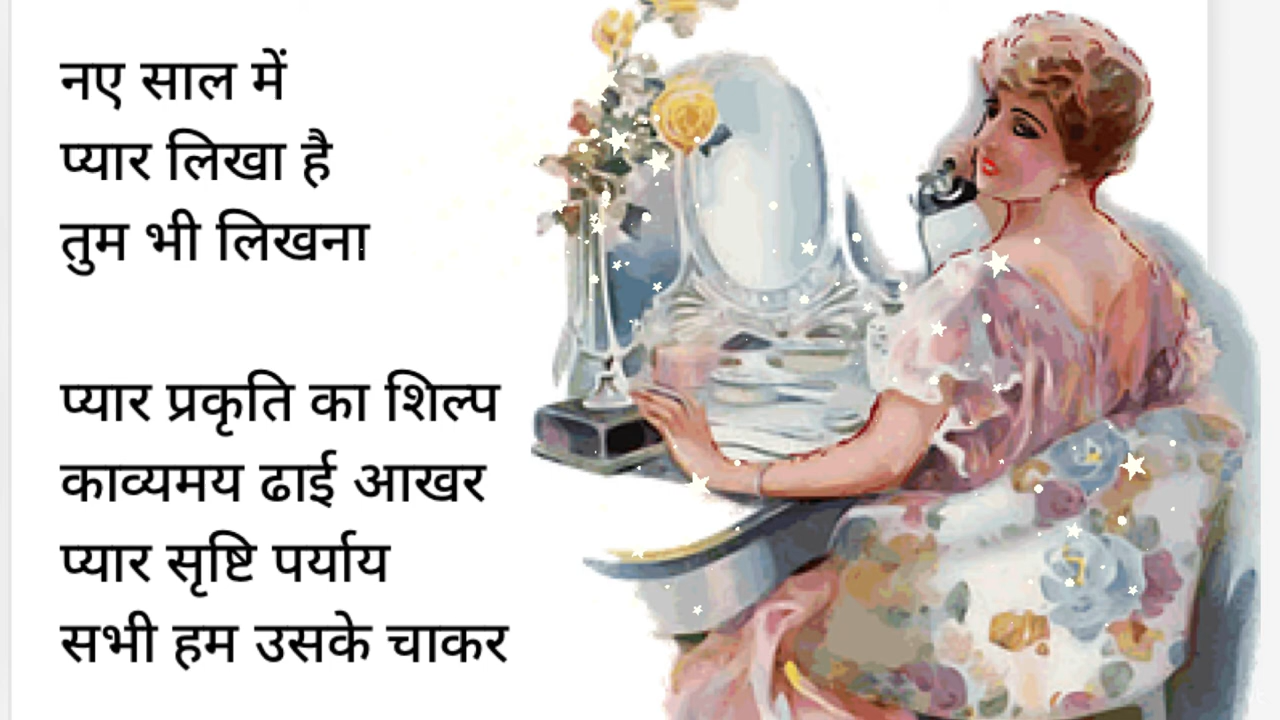 नए साल में
प्यार लिखा है
तुम भी लिखना
प्यार प्रकृति का शिल्प
काव्यमय ढाई आखर
प्यार सृष्टि पर्याय
सभी हम उसके चाकर